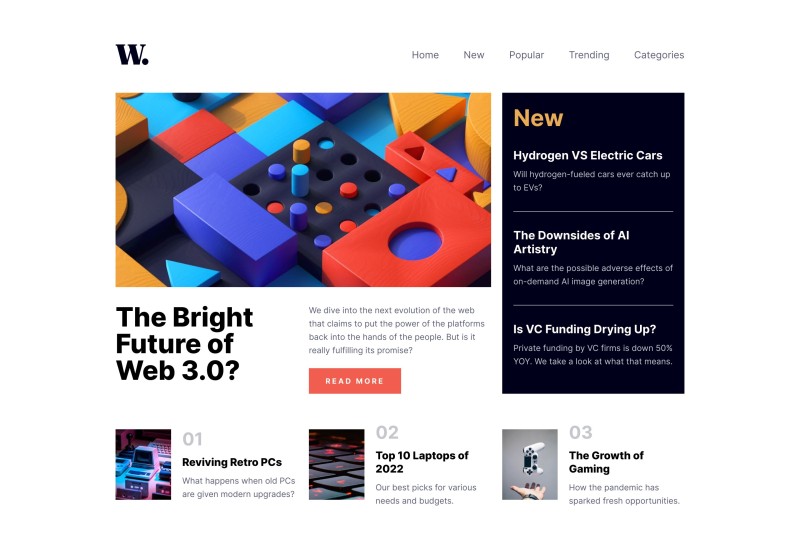 W.
Home New Popular Trending Categories
New
Hydrogen VS Electric Cars
Will hydrogen-fueled cars ever catch up
to EVs?
The Downsides of AI
Artistry
What are the possible adverse effects of
on-demand AI image generation?
Is VC Funding Drying Up?
Private funding by VC firms is down 50%
YOY. We take a look at what that means.
The Bright
Future of
Web 3.0?
We dive into the next evolution of the web
that claims to put the power of the platforms
back into the hands of the people. But is it
really fulfilling its promise?
READ MORE
01
Reviving Retro PCs
What happens when old PCs
are given modern upgrades?
02
Top 10 Laptops of
2022
Our best picks for various
needs and budgets.
03
The Growth of
Gaming
How the pandemic has
sparked fresh opportunities.